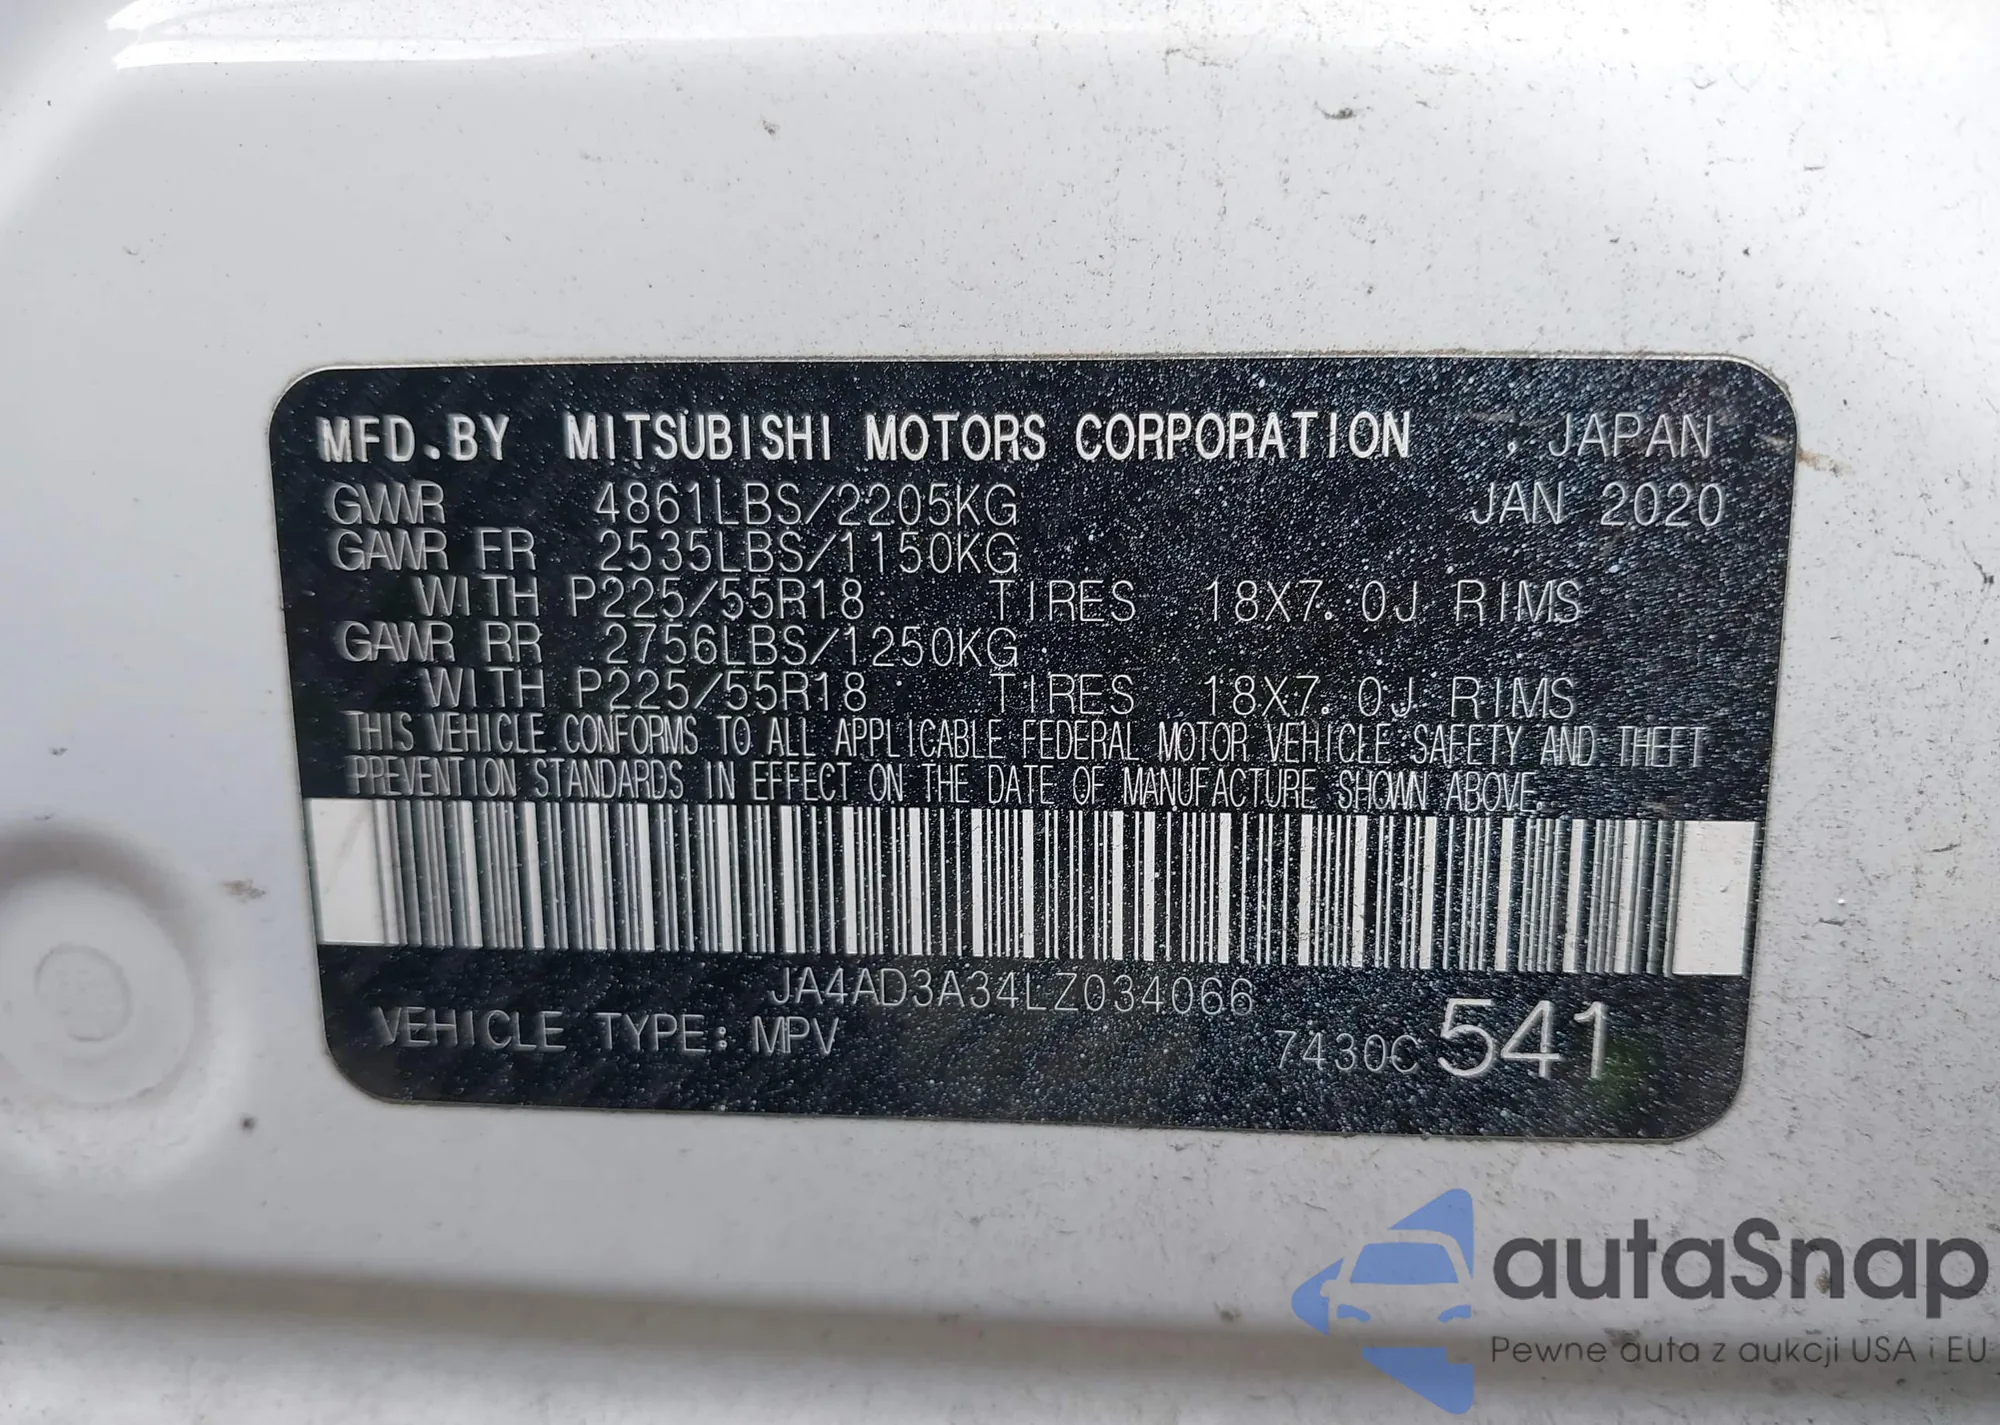 MFD.BY MITSUBISHI MOTORS CORPORATION , JAPAN
GVWR 4861LBS/2205KG JAN 2020
GAWR FR 2535LBS/1150KG
WITH P225/55R18 TIRES 18X7.0J RIMS
GAWR RR 2756LBS/1250KG
WITH P225/55R18 TIRES 18X7.0J RIMS
THIS VEHICLE CONFORMS TO ALL APPLICABLE FEDERAL MOTOR VEHICLE SAFETY AND THEFT
PREVENTION STANDARDS IN EFFECT ON THE DATE OF MANUFACTURE SHOWN ABOVE.
JA4AD3A34LZ034066
VEHICLE TYPE: MPV 7430C 541
autaSnap
Pewne auta z aukcji USA i EU